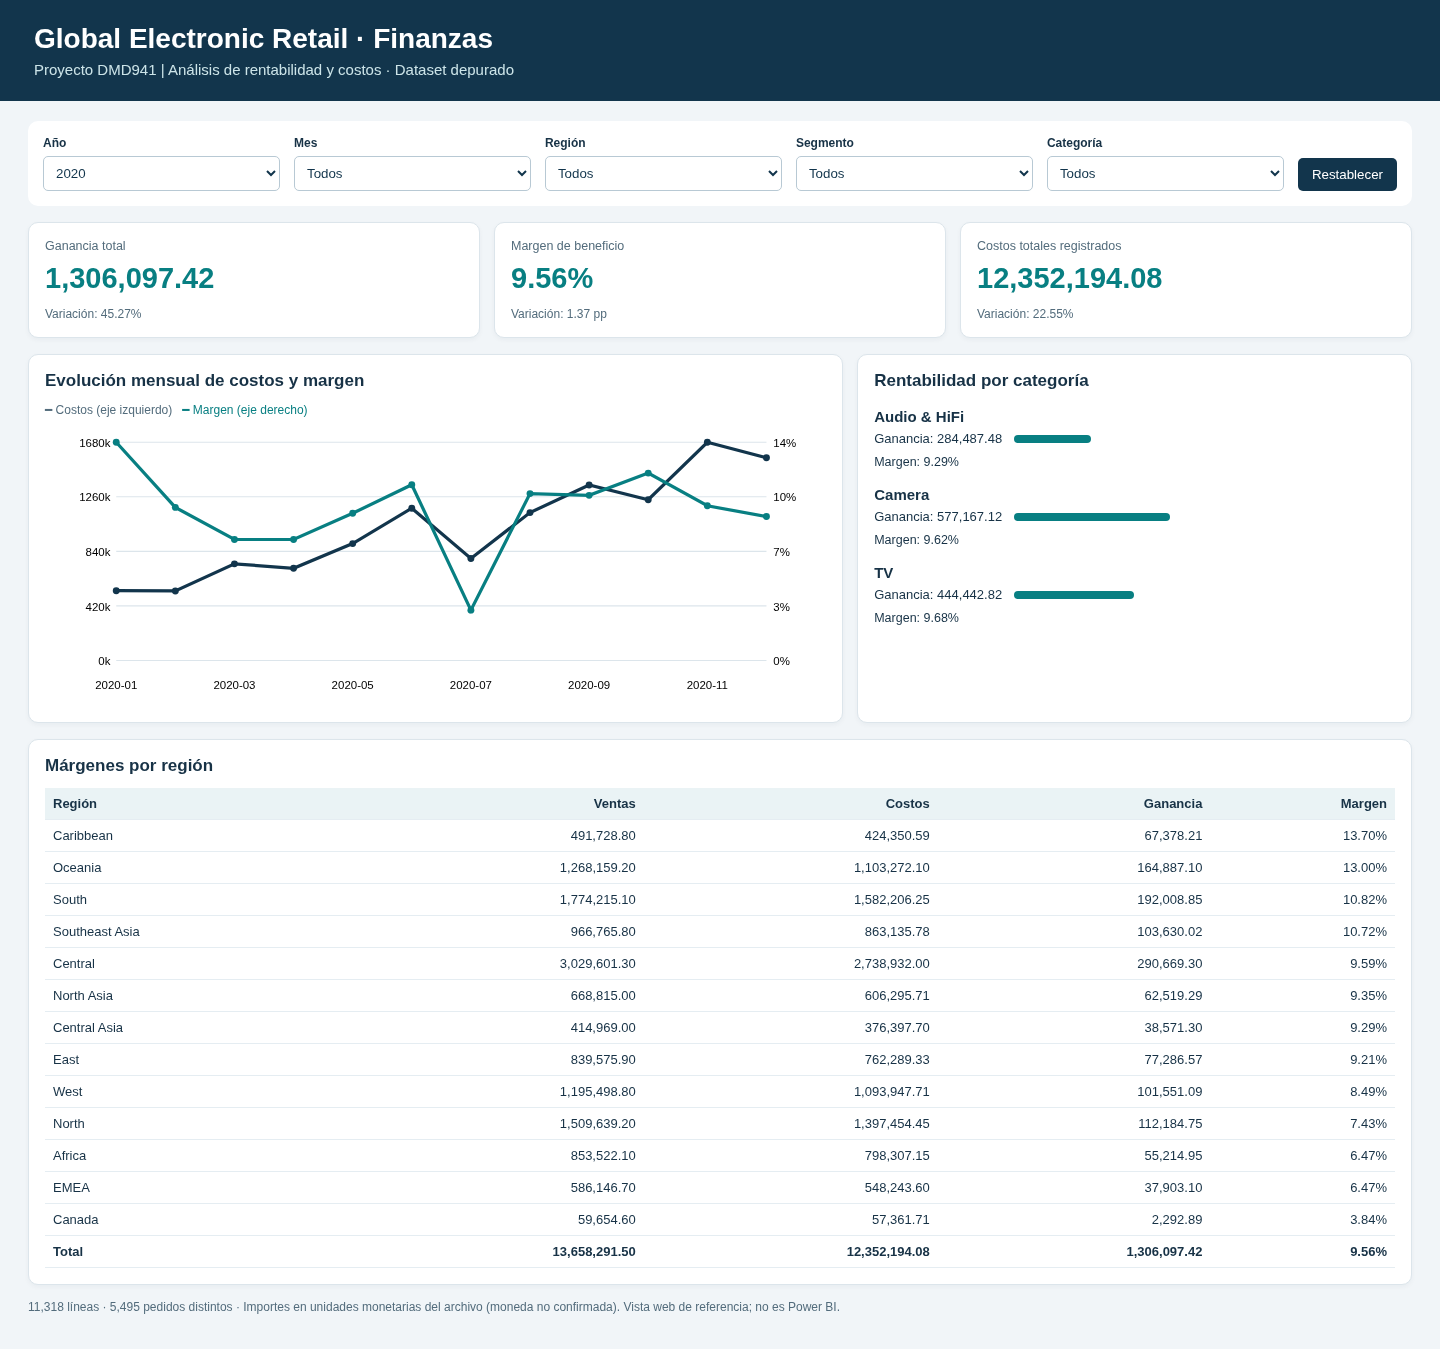 Global Electronic Retail · Finanzas
Proyecto DMD941 | Análisis de rentabilidad y costos · Dataset depurado
Año Mes Región Segmento Categoría
2020 Todos Todos Todos Todos Restablecer
Ganancia total
1,306,097.42
Variación: 45.27%
Margen de beneficio
9.56%
Variación: 1.37 pp
Costos totales registrados
12,352,194.08
Variación: 22.55%
Evolución mensual de costos y margen
Costos (eje izquierdo) Margen (eje derecho)
1680k 14%
1260k 10%
840k 7%
420k 3%
0k 0%
2020-01 2020-03 2020-05 2020-07 2020-09 2020-11
Rentabilidad por categoría
Audio & HiFi
Ganancia: 284,487.48
Margen: 9.29%
Camera
Ganancia: 577,167.12
Margen: 9.62%
TV
Ganancia: 444,442.82
Margen: 9.68%
Márgenes por región
Región Ventas Costos Ganancia Margen
Caribbean 491,728.80 424,350.59 67,378.21 13.70%
Oceania 1,268,159.20 1,103,272.10 164,887.10 13.00%
South 1,774,215.10 1,582,206.25 192,008.85 10.82%
Southeast Asia 966,765.80 863,135.78 103,630.02 10.72%
Central 3,029,601.30 2,738,932.00 290,669.30 9.59%
North Asia 668,815.00 606,295.71 62,519.29 9.35%
Central Asia 414,969.00 376,397.70 38,571.30 9.29%
East 839,575.90 762,289.33 77,286.57 9.21%
West 1,195,498.80 1,093,947.71 101,551.09 8.49%
North 1,509,639.20 1,397,454.45 112,184.75 7.43%
Africa 853,522.10 798,307.15 55,214.95 6.47%
EMEA 586,146.70 548,243.60 37,903.10 6.47%
Canada 59,654.60 57,361.71 2,292.89 3.84%
Total 13,658,291.50 12,352,194.08 1,306,097.42 9.56%
11,318 líneas · 5,495 pedidos distintos · Importes en unidades monetarias del archivo (moneda no confirmada). Vista web de referencia; no es Power BI.